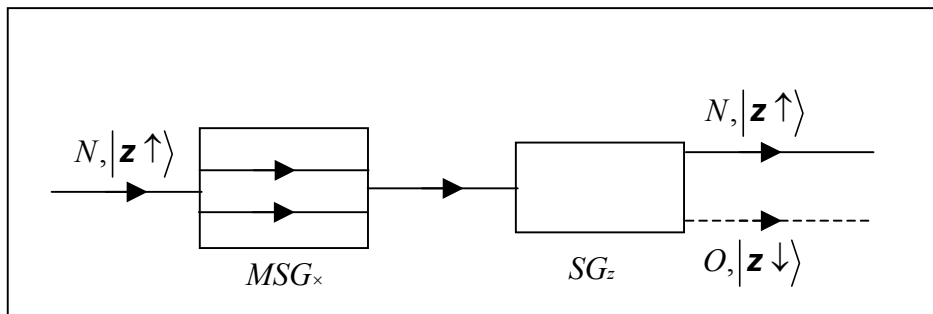 N,|z ↑⟩
MSG×
SGz
N,|z ↑⟩
O,|z ↓⟩